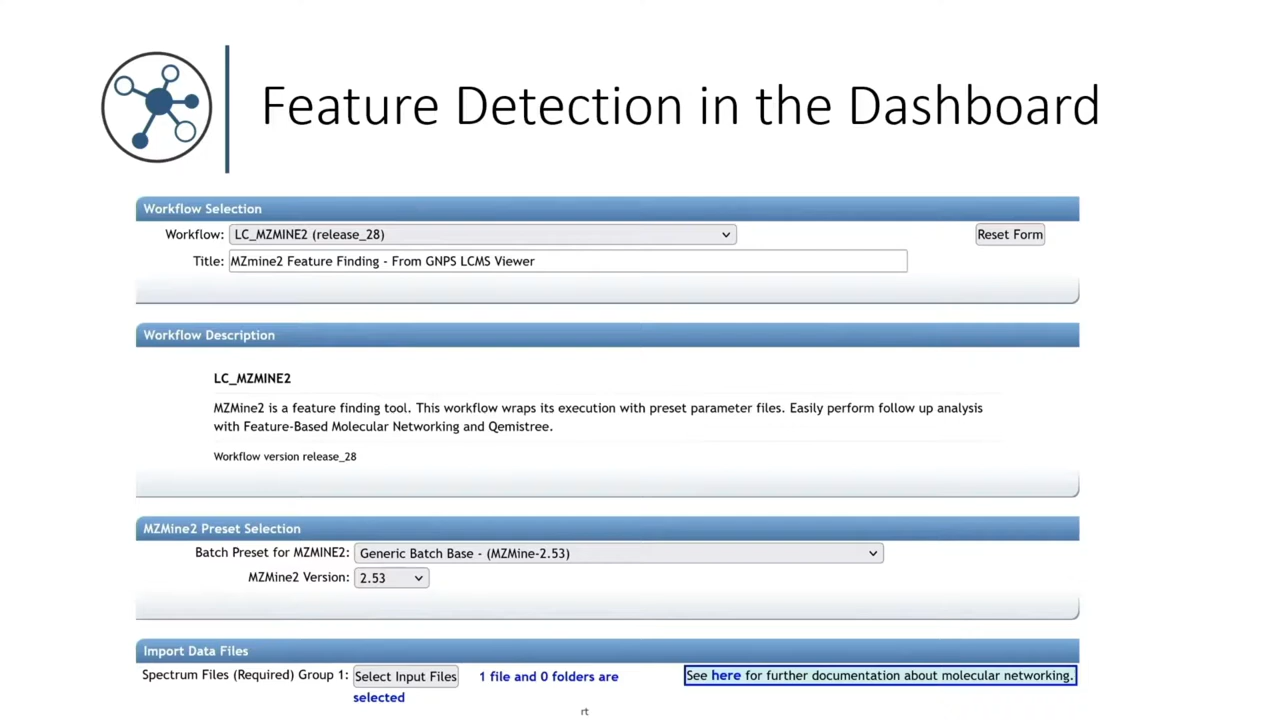 Feature Detection in the Dashboard
Workflow Selection
Workflow: LC_MZMINE2 (release_28) Reset Form
Title: MZmine2 Feature Finding - From GNPS LCMS Viewer
Workflow Description
LC_MZMINE2
MZMine2 is a feature finding tool. This workflow wraps its execution with preset parameter files. Easily perform follow up analysis
with Feature-Based Molecular Networking and Qemistree.
Workflow version release_28
MZMine2 Preset Selection
Batch Preset for MZMINE2: Generic Batch Base - (MZMine-2.53)
MZMine2 Version: 2.53
Import Data Files
Spectrum Files (Required) Group 1: Select Input Files 1 file and 0 folders are See here for further documentation about molecular networking.
selected
rt